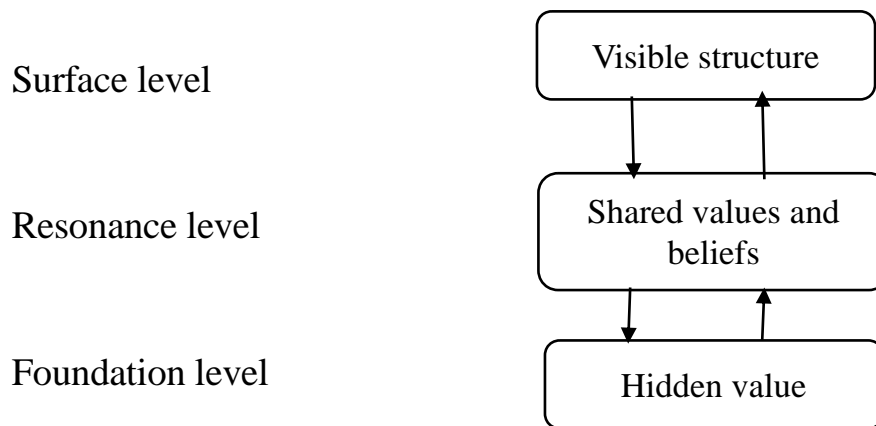 Surface level
Visible structure
Resonance level
Shared values and
beliefs
Foundation level
Hidden value